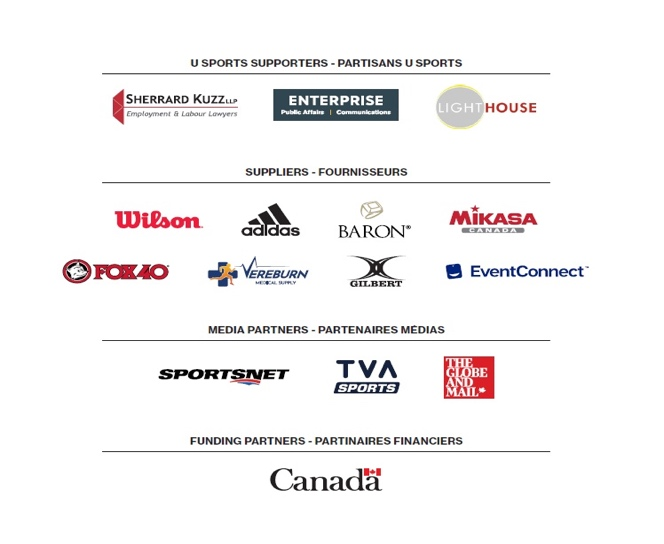 U SPORTS SUPPORTERS - PARTISANS U SPORTS
SHERRARD KUZZ LLP
Employment & Labour Lawyers
ENTERPRISE
Public Affairs | Communications
LIGHTHOUSE
SUPPLIERS - FOURNISSEURS
Wilson
adidas
BARON®
MIKASA
CANADA
FOX 40
VEREBURN
MEDICAL SUPPLY
GILBERT
EventConnect™
MEDIA PARTNERS - PARTENAIRES MÉDIAS
SPORTSNET
TVA
SPORTS
THE
GLOBE
AND
MAIL
FUNDING PARTNERS - PARTINAIRES FINANCIERS
Canada